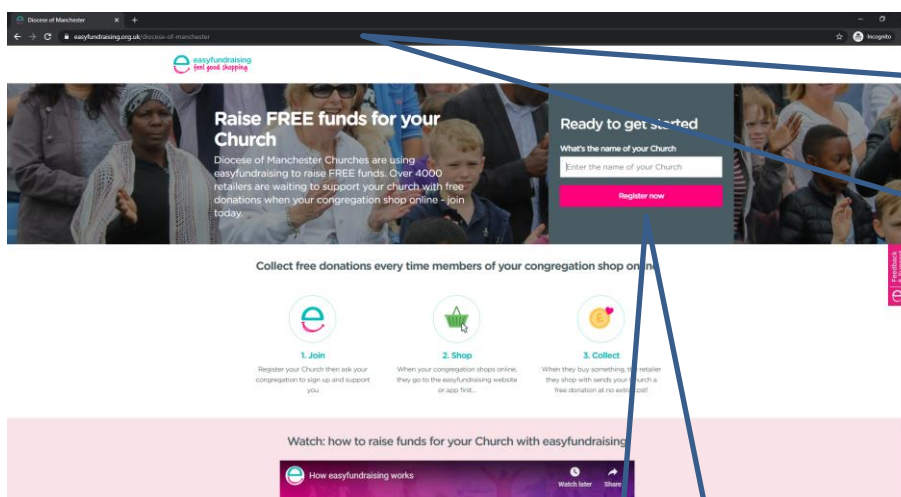 Diocese of Manchester
easyfundraising.org.uk/diocese-of-manchester
Incognito
easyfundraising
feel good shopping
Raise FREE funds for your
Church
Diocese of Manchester Churches are using
easyfundraising to raise FREE funds. Over 4000
retailers are waiting to support your church with free
donations when your congregation shop online - join
today.
Ready to get started
What's the name of your Church
Enter the name of your Church
Register now
Feedback
Collect free donations every time members of your congregation shop online
1. Join
Register your Church then ask your
congregation to sign up and support
you
2. Shop
When your congregation shops online,
they go to the easyfundraising website
or app first...
3. Collect
When they buy something, the retailer
they shop with sends your Church a
free donation at no extra cost!
Watch: how to raise funds for your Church with easyfundraising
How easyfundraising works
Watch later
Share